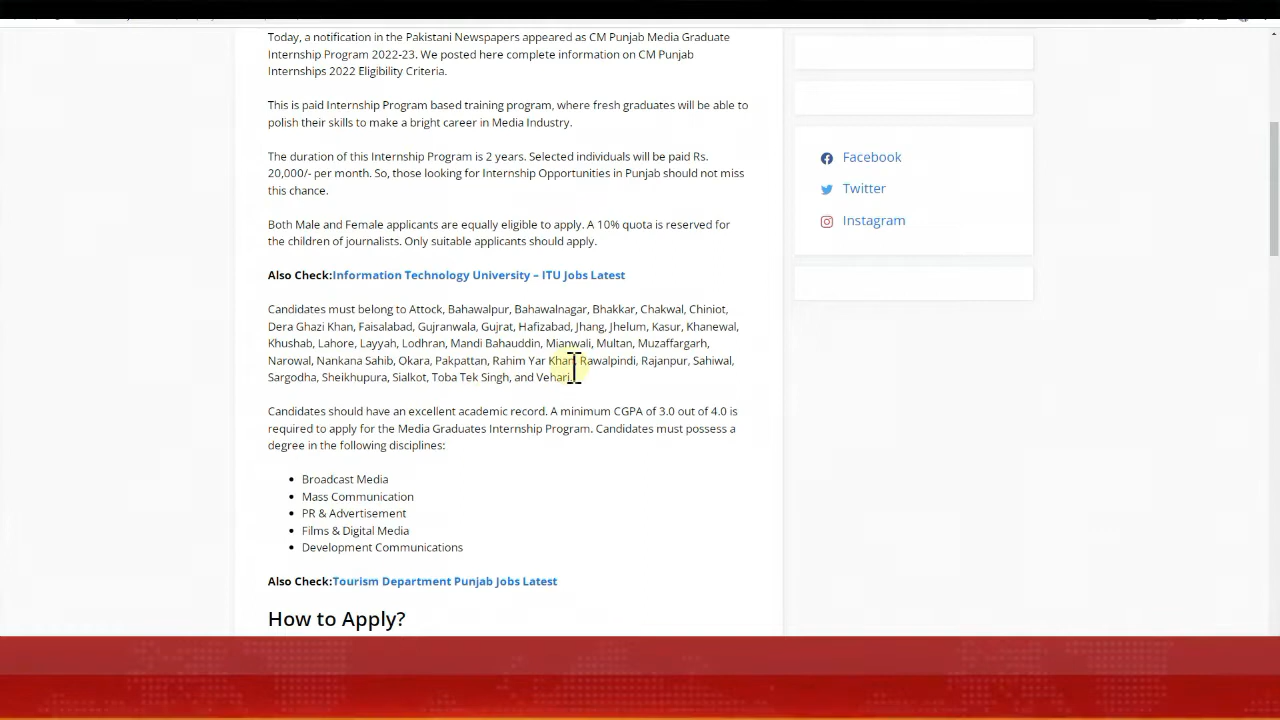 Today, a notification in the Pakistani Newspapers appeared as CM Punjab Media Graduate
Internship Program 2022-23. We posted here complete information on CM Punjab
Internships 2022 Eligibility Criteria.
This is paid Internship Program based training program, where fresh graduates will be able to
polish their skills to make a bright career in Media Industry.
The duration of this Internship Program is 2 years. Selected individuals will be paid Rs.
20,000/- per month. So, those looking for Internship Opportunities in Punjab should not miss
this chance.
Both Male and Female applicants are equally eligible to apply. A 10% quota is reserved for
the children of journalists. Only suitable applicants should apply.
Also Check:Information Technology University – ITU Jobs Latest
Candidates must belong to Attock, Bahawalpur, Bahawalnagar, Bhakkar, Chakwal, Chiniot,
Dera Ghazi Khan, Faisalabad, Gujranwala, Gujrat, Hafizabad, Jhang, Jhelum, Kasur, Khanewal,
Khushab, Lahore, Layyah, Lodhran, Mandi Bahauddin, Mianwali, Multan, Muzaffargarh,
Narowal, Nankana Sahib, Okara, Pakpattan, Rahim Yar Khan, Rawalpindi, Rajanpur, Sahiwal,
Sargodha, Sheikhupura, Sialkot, Toba Tek Singh, and Vehari.
Candidates should have an excellent academic record. A minimum CGPA of 3.0 out of 4.0 is
required to apply for the Media Graduates Internship Program. Candidates must possess a
degree in the following disciplines:
• Broadcast Media
• Mass Communication
• PR & Advertisement
• Films & Digital Media
• Development Communications
Also Check:Tourism Department Punjab Jobs Latest
How to Apply?
Facebook
Twitter
Instagram